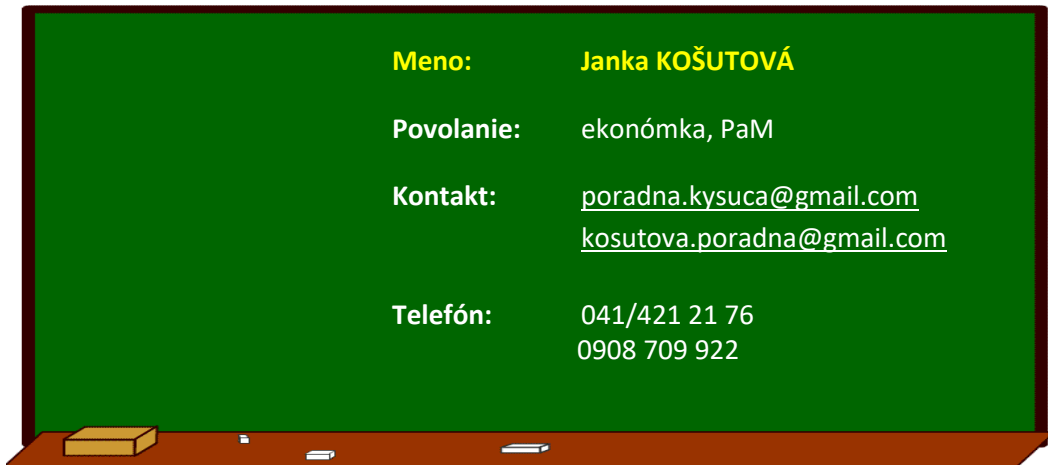 Meno: Janka KOŠUTOVÁ
Povolanie: ekonómka, PaM
Kontakt: poradna.kysuca@gmail.com
kosutova.poradna@gmail.com
Telefón: 041/421 21 76
0908 709 922